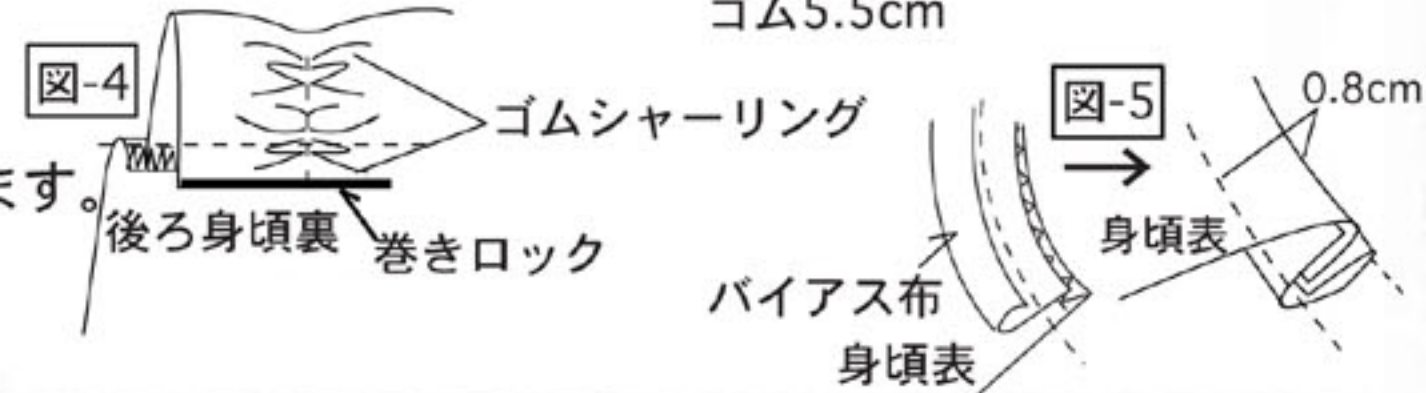 ゴム5.5cm
図-4
ゴムシャーリング
ます。
後ろ身頃裏
巻きロック
図-5
0.8cm
身頃表
バイアス布
身頃表